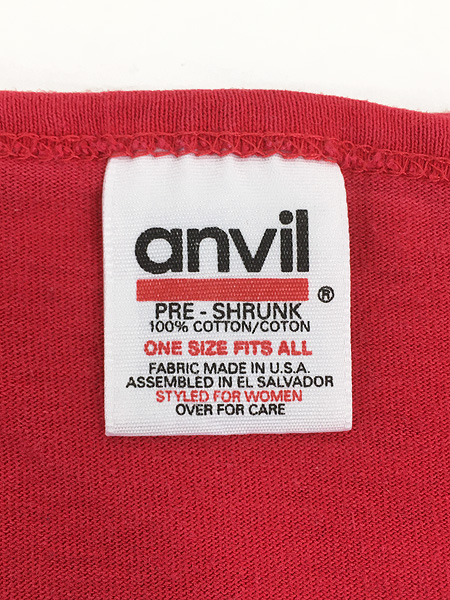 anvil
®
PRE - SHRUNK
100% COTTON/COTON
ONE SIZE FITS ALL
FABRIC MADE IN U.S.A.
ASSEMBLED IN EL SALVADOR
STYLED FOR WOMEN
OVER FOR CARE